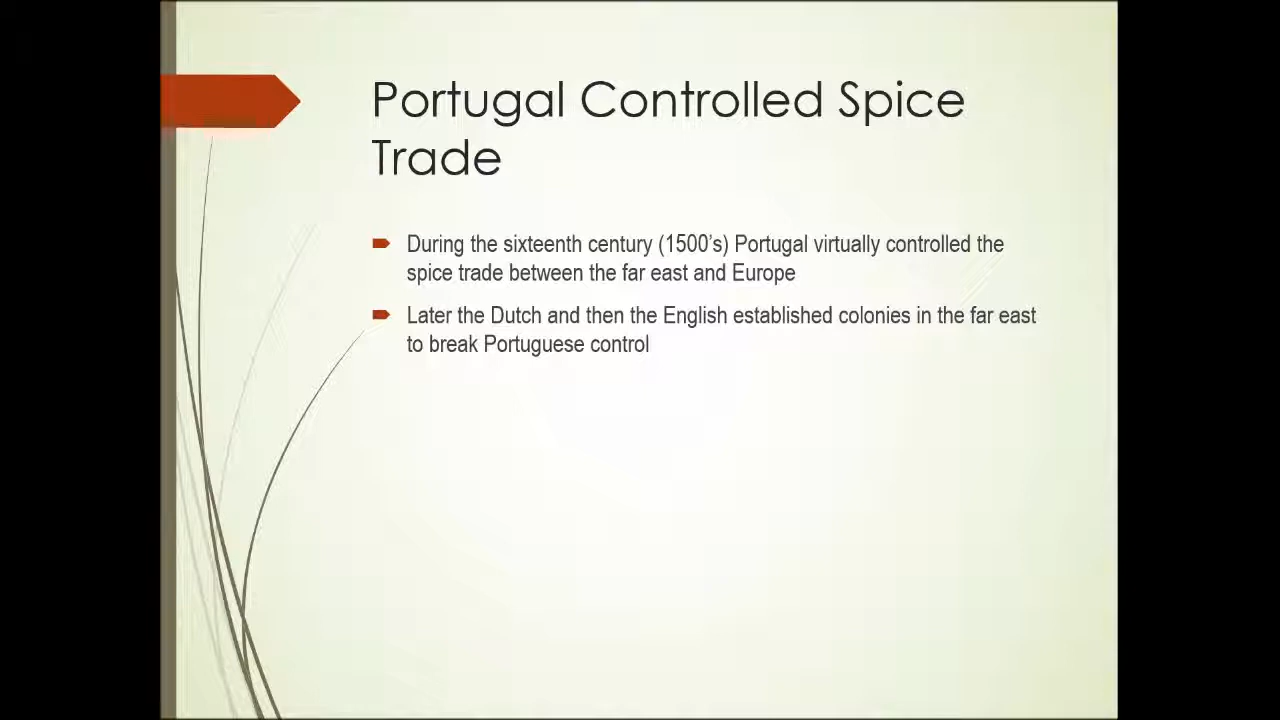 Portugal Controlled Spice
Trade
During the sixteenth century (1500’s) Portugal virtually controlled the
spice trade between the far east and Europe
Later the Dutch and then the English established colonies in the far east
to break Portuguese control